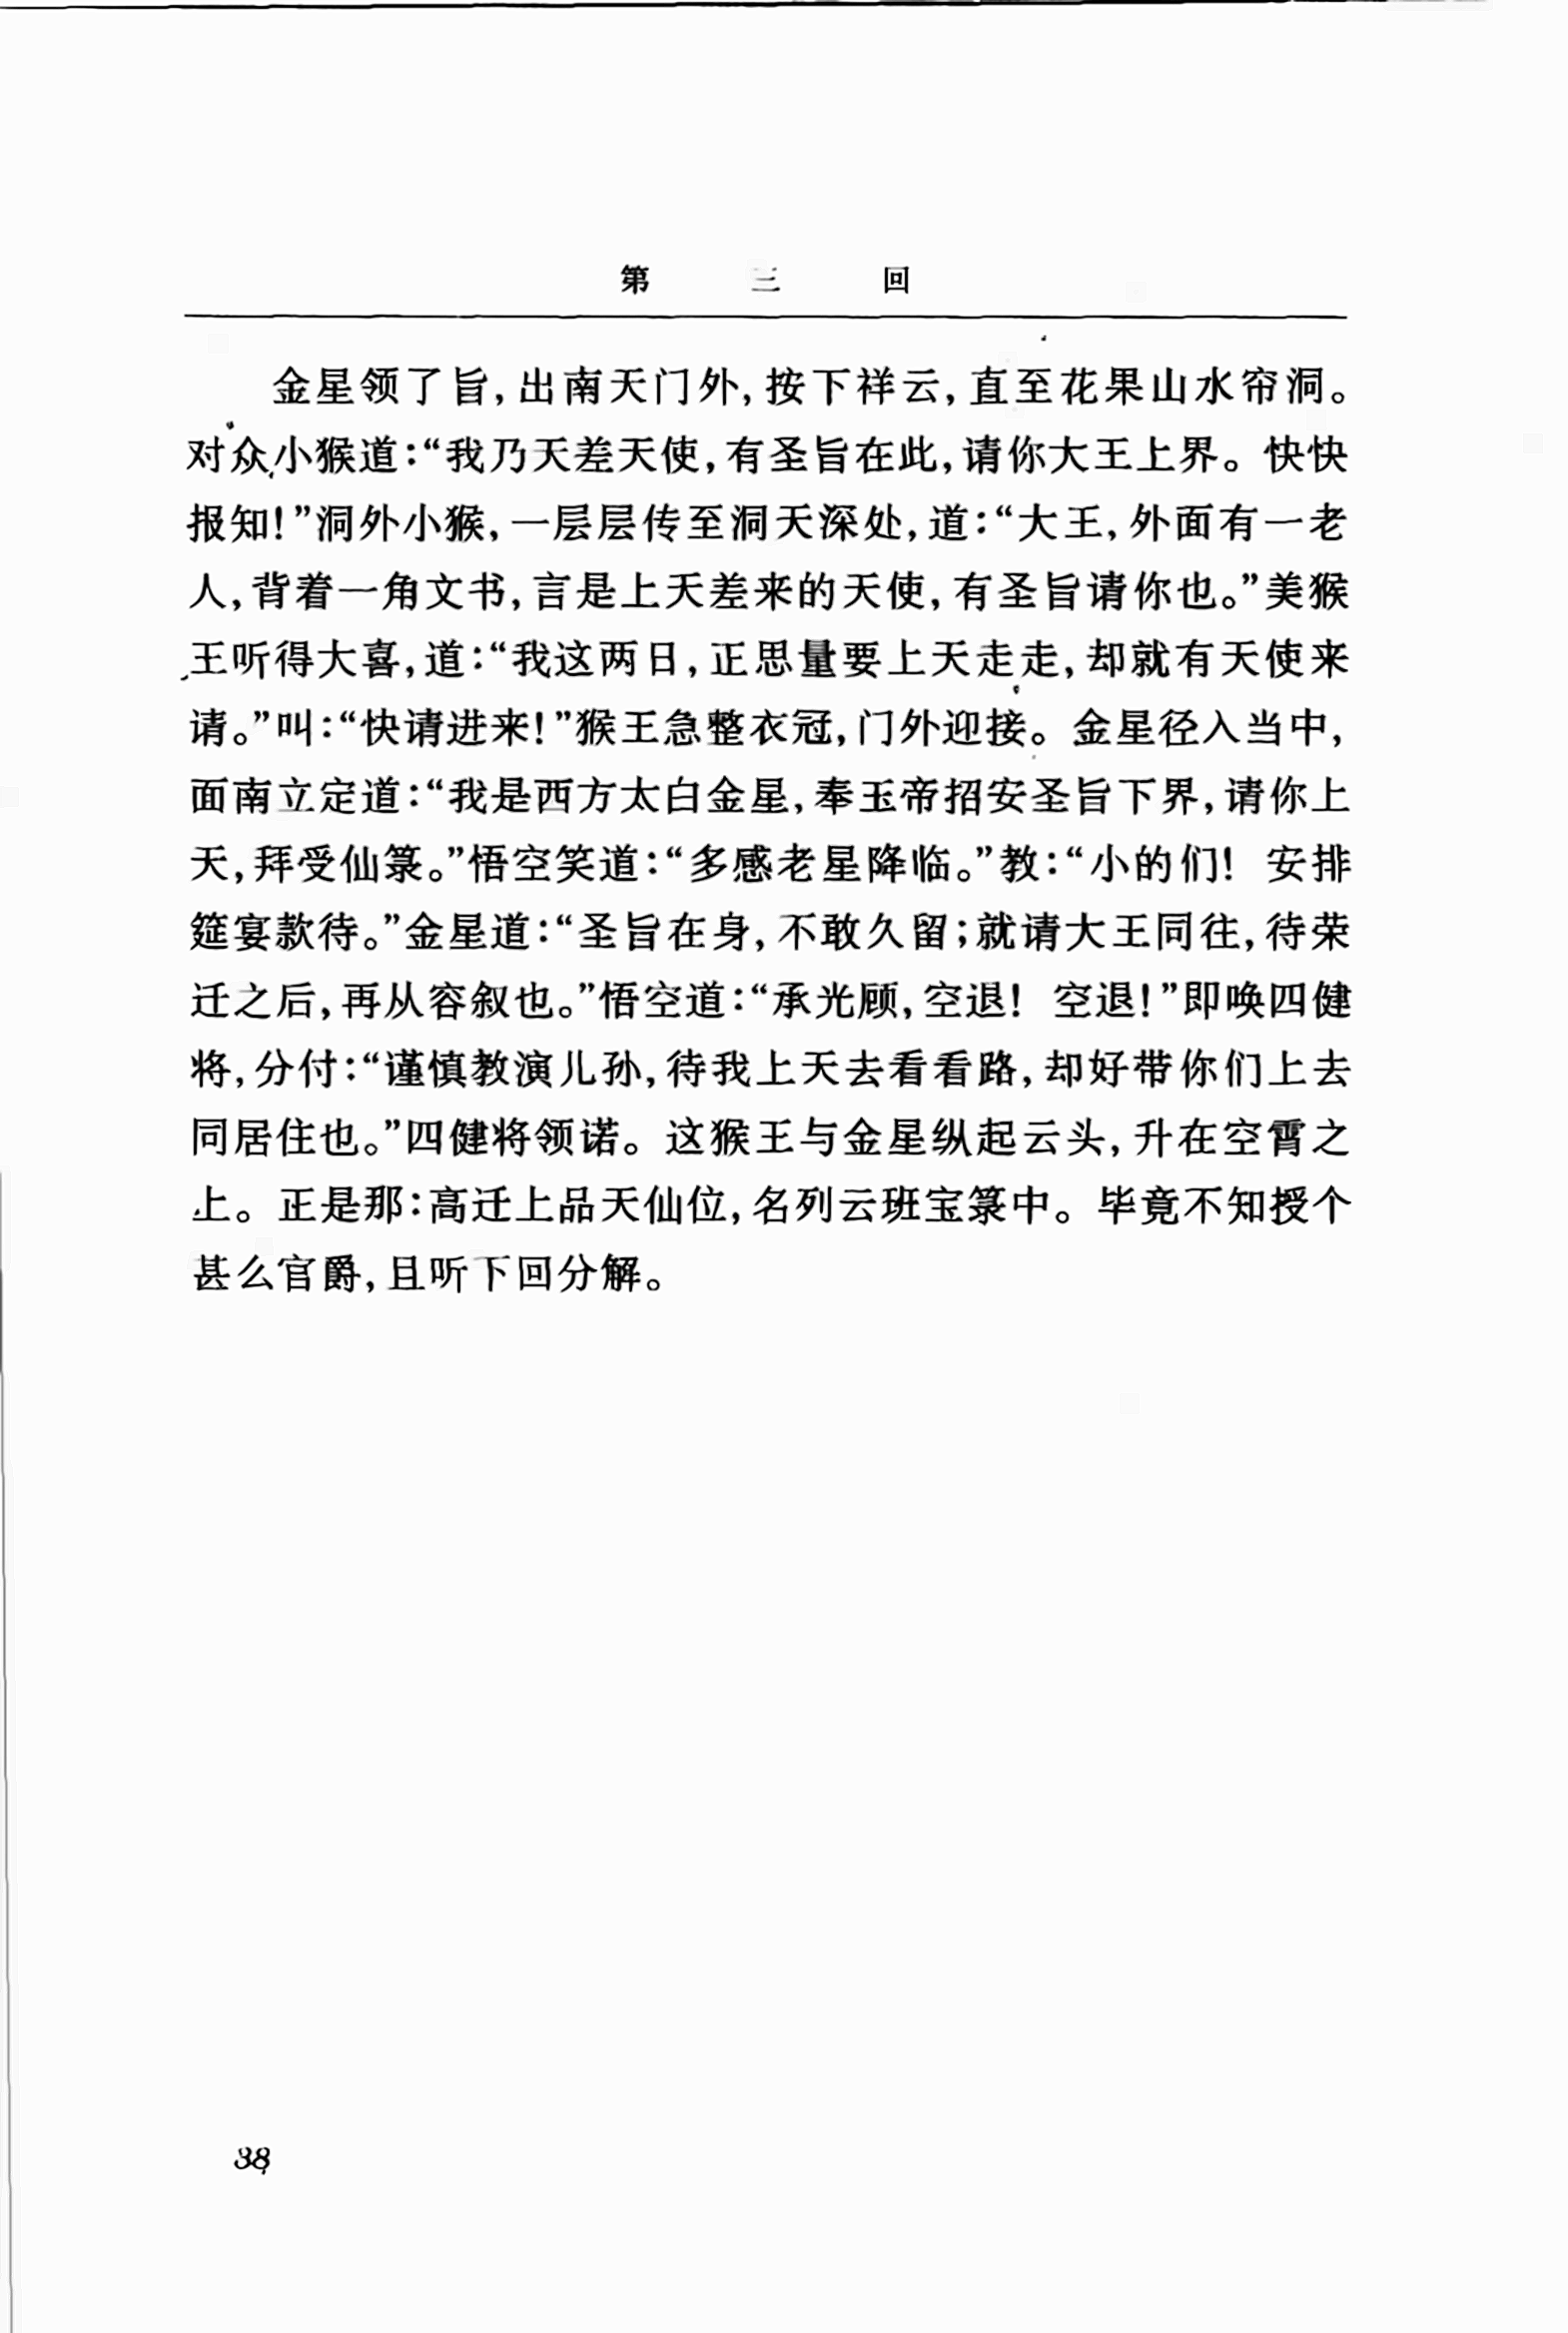 第三回
金星领了旨，出南天门外，按下祥云，直至花果山水帘洞。
对众小猴道：“我乃天差天使，有圣旨在此，请你大王上界。快快
报知！”洞外小猴，一层层传至洞天深处，道：“大王，外面有一老
人，背着一角文书，言是上天差来的天使，有圣旨请你也。”美猴
王听得大喜，道：“我这两日，正思量要上天走走，却就有天使来
请。”叫：“快请进来！”猴王急整衣冠，门外迎接。金星径入当中，
面南立定道：“我是西方太白金星，奉玉帝招安圣旨下界，请你上
天，拜受仙箓。”悟空笑道：“多感老星降临。”教：“小的们！安排
筵宴款待。”金星道：“圣旨在身，不敢久留；就请大王同往，待荣
迁之后，再从容叙也。”悟空道：“承光顾，空退！空退！”即唤四健
将，分付：“谨慎教演儿孙，待我上天去看看路，却好带你们上去
同居住也。”四健将领诺。这猴王与金星纵起云头，升在空霄之
上。正是那：高迁上品天仙位，名列云班宝箓中。毕竟不知授个
甚么官爵，且听下回分解。
38